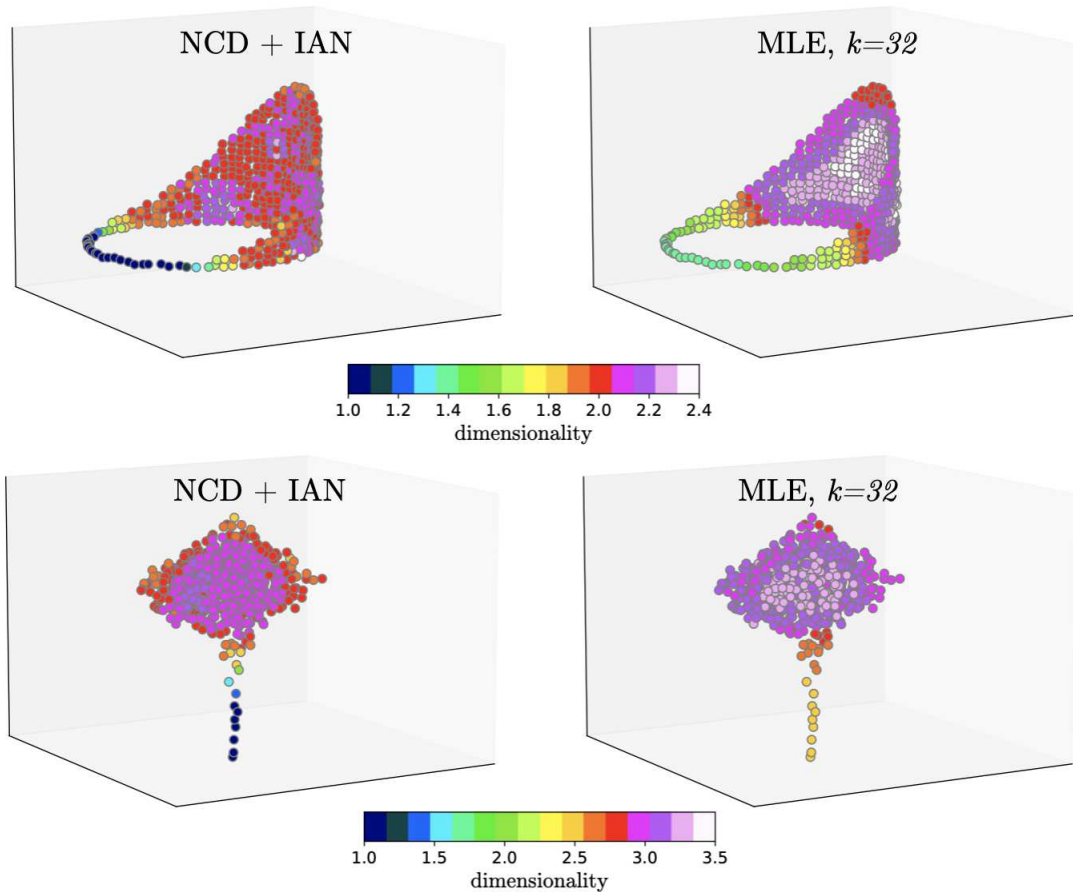 NCD + IAN
MLE, k=32
1.0 1.2 1.4 1.6 1.8 2.0 2.2 2.4
dimensionality
NCD + IAN
MLE, k=32
1.0 1.5 2.0 2.5 3.0 3.5
dimensionality